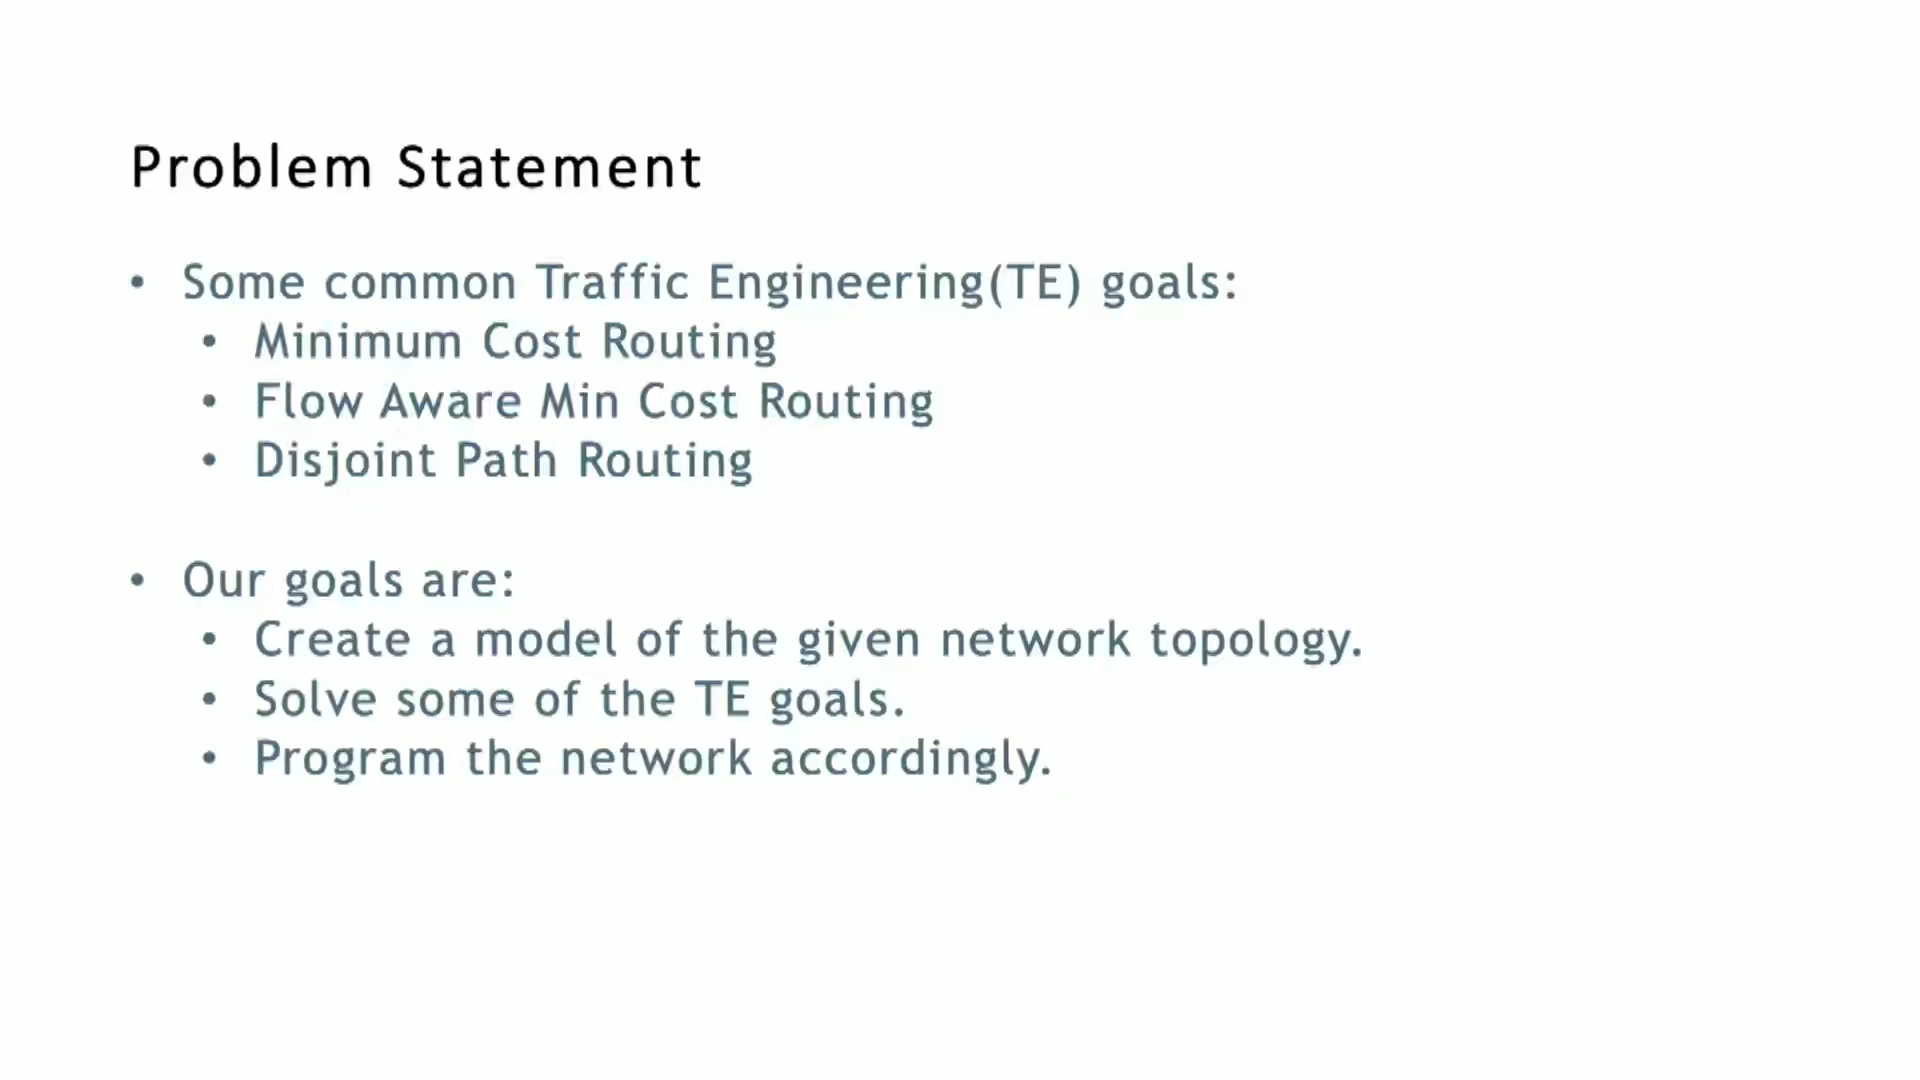 Problem Statement
• Some common Traffic Engineering(TE) goals:
• Minimum Cost Routing
• Flow Aware Min Cost Routing
• Disjoint Path Routing
• Our goals are:
• Create a model of the given network topology.
• Solve some of the TE goals.
• Program the network accordingly.